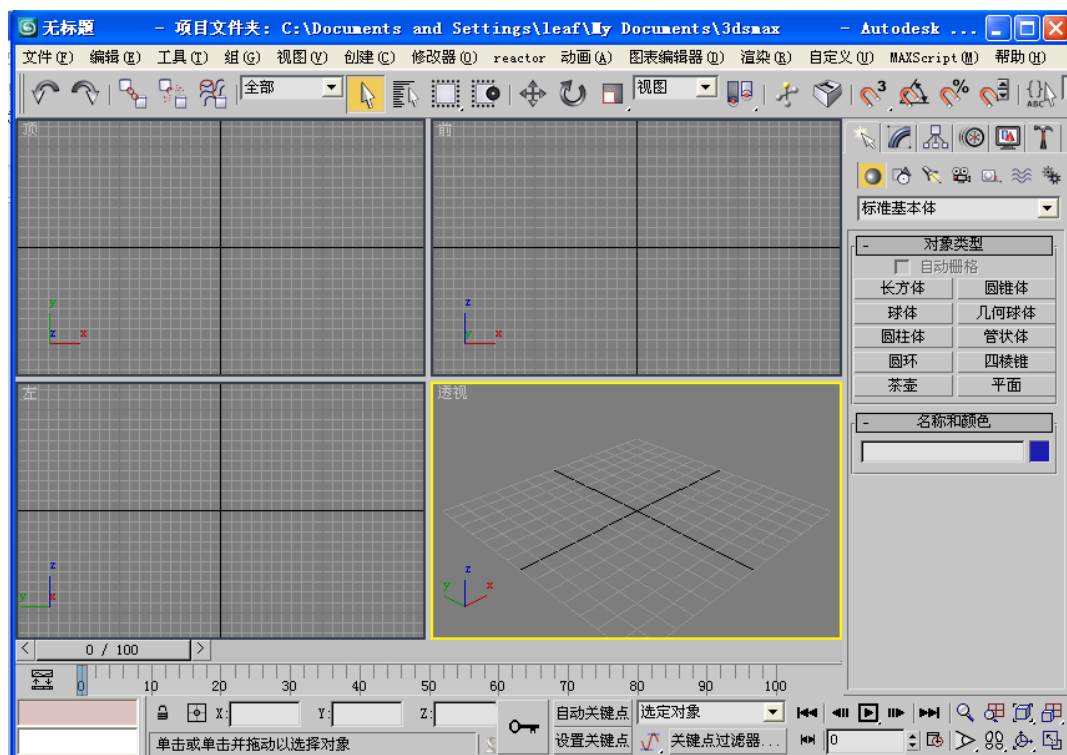 无标题 - 项目文件夹: C:\Documents and Settings\leaf\My Documents\3dsmax - Autodesk ...
文件(F) 编辑(E) 工具(T) 组(G) 视图(V) 创建(C) 修改器(O) reactor 动画(A) 图表编辑器(D) 渲染(R) 自定义(U) MAXScript(M) 帮助(H)
全部 视图 3 % {} ABC
顶 前
标准基本体
- 对象类型
自动栅格
长方体 圆锥体
球体 几何球体
圆柱体 管状体
圆环 四棱锥
茶壶 平面
y z
z x y x
左 透视
- 名称和颜色
z z
y x y x
< 0 / 100 >
0 10 20 30 40 50 60 70 80 90 100
X: Y: Z: 自动关键点 选定对象
单击或单击并拖动以选择对象 设置关键点 关键点过滤器... 0